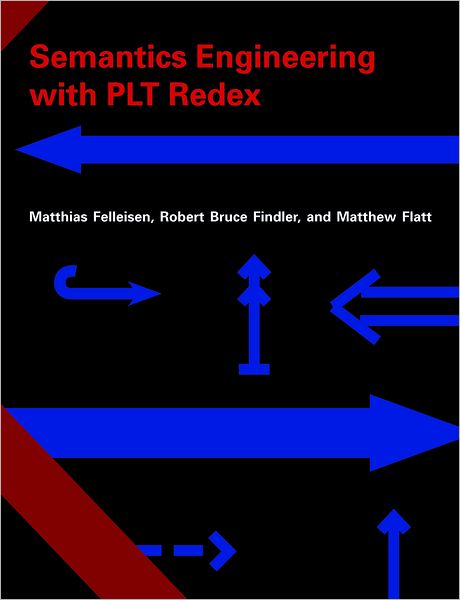 Semantics Engineering
with PLT Redex
Matthias Felleisen, Robert Bruce Findler, and Matthew Flatt